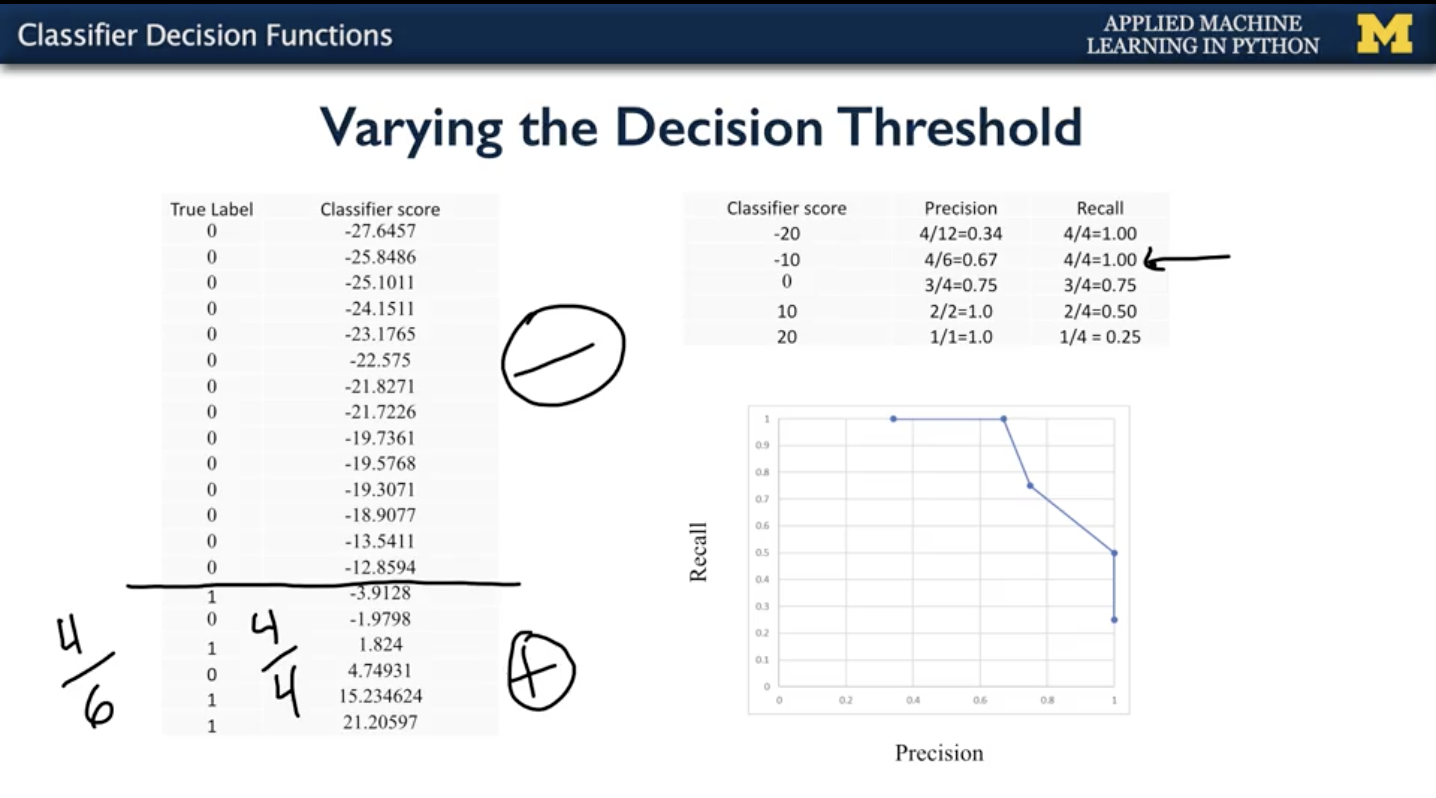 Classifier Decision Functions
APPLIED MACHINE
LEARNING IN PYTHON
M
Varying the Decision Threshold
True Label Classifier score
0 -27.6457
0 -25.8486
0 -25.1011
0 -24.1511
0 -23.1765
0 -22.575
0 -21.8271
0 -21.7226
0 -19.7361
0 -19.5768
0 -19.3071
0 -18.9077
0 -13.5411
0 -12.8594
1 -3.9128
0 -1.9798
1 1.824
0 4.74931
1 15.234624
1 21.20597
−
+
4/6
4/4
Classifier score Precision Recall
-20 4/12=0.34 4/4=1.00
-10 4/6=0.67 4/4=1.00
0 3/4=0.75 3/4=0.75
10 2/2=1.0 2/4=0.50
20 1/1=1.0 1/4 = 0.25
Recall
1
0.9
0.8
0.7
0.6
0.5
0.4
0.3
0.2
0.1
0
0 0.2 0.4 0.6 0.8 1
Precision